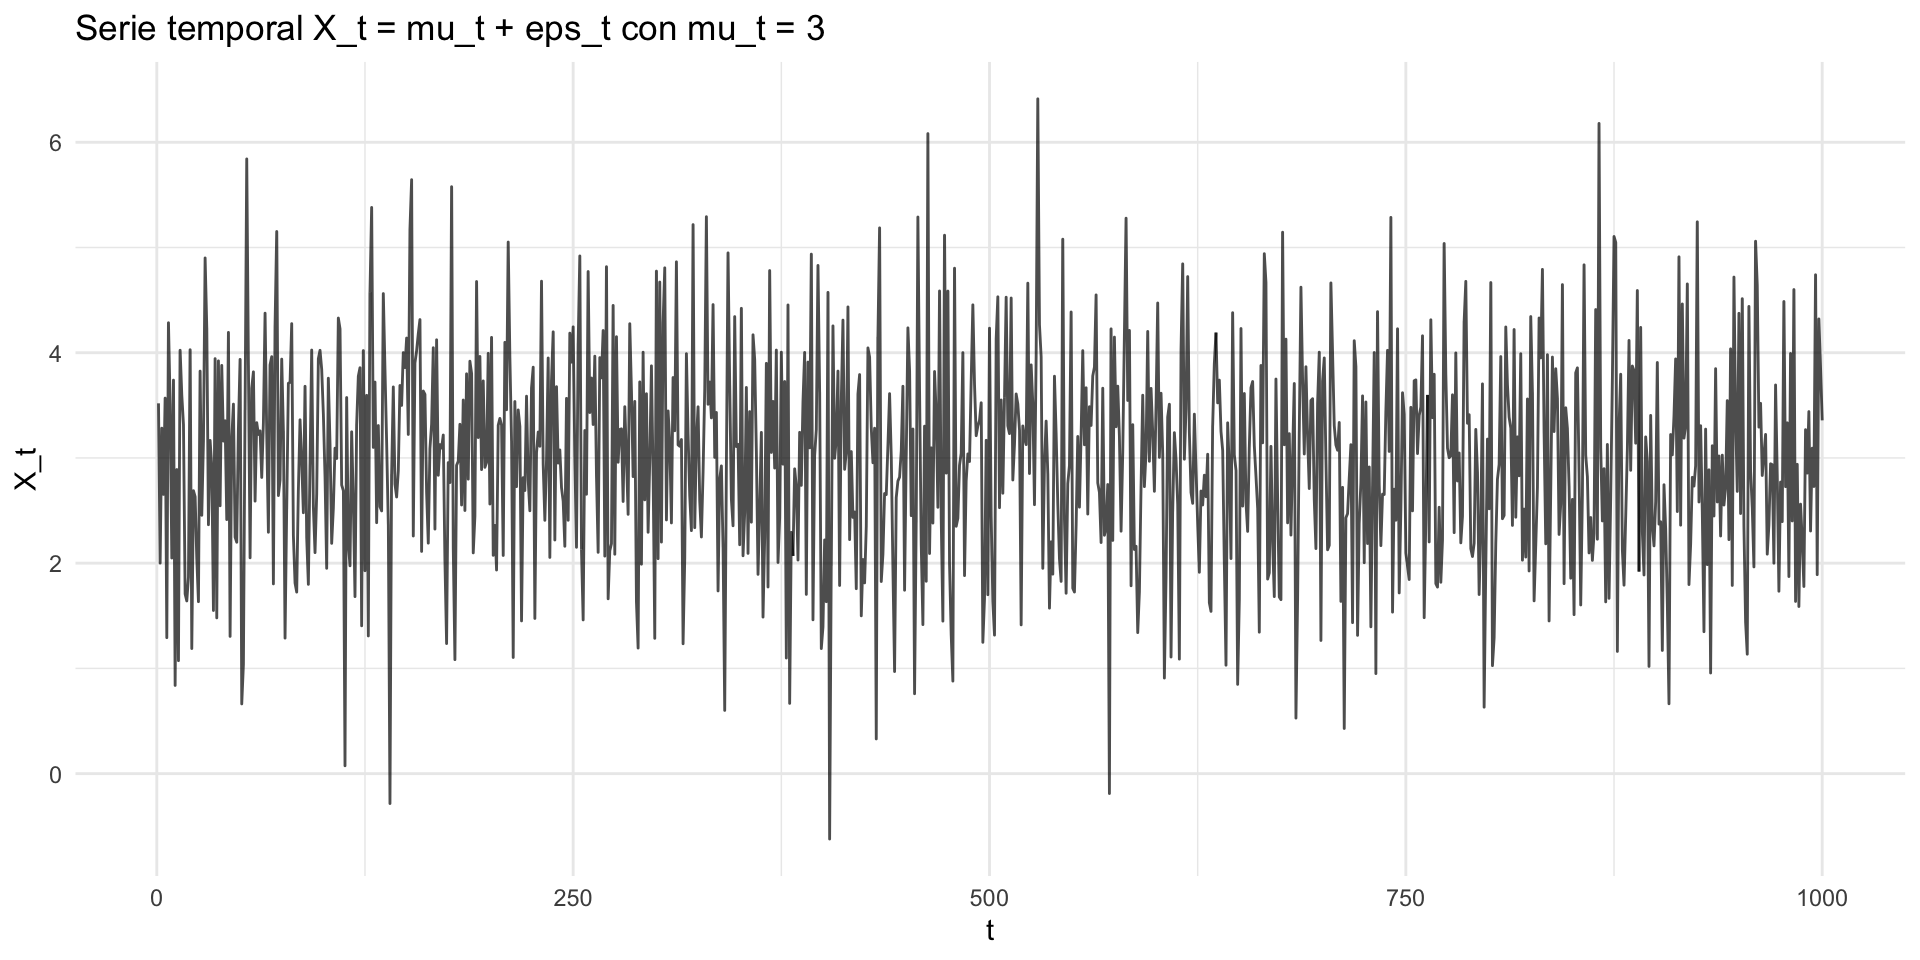 Serie temporal X_t = mu_t + eps_t con mu_t = 3
6
4
2
0
X_t
0 250 500 750 1000
t